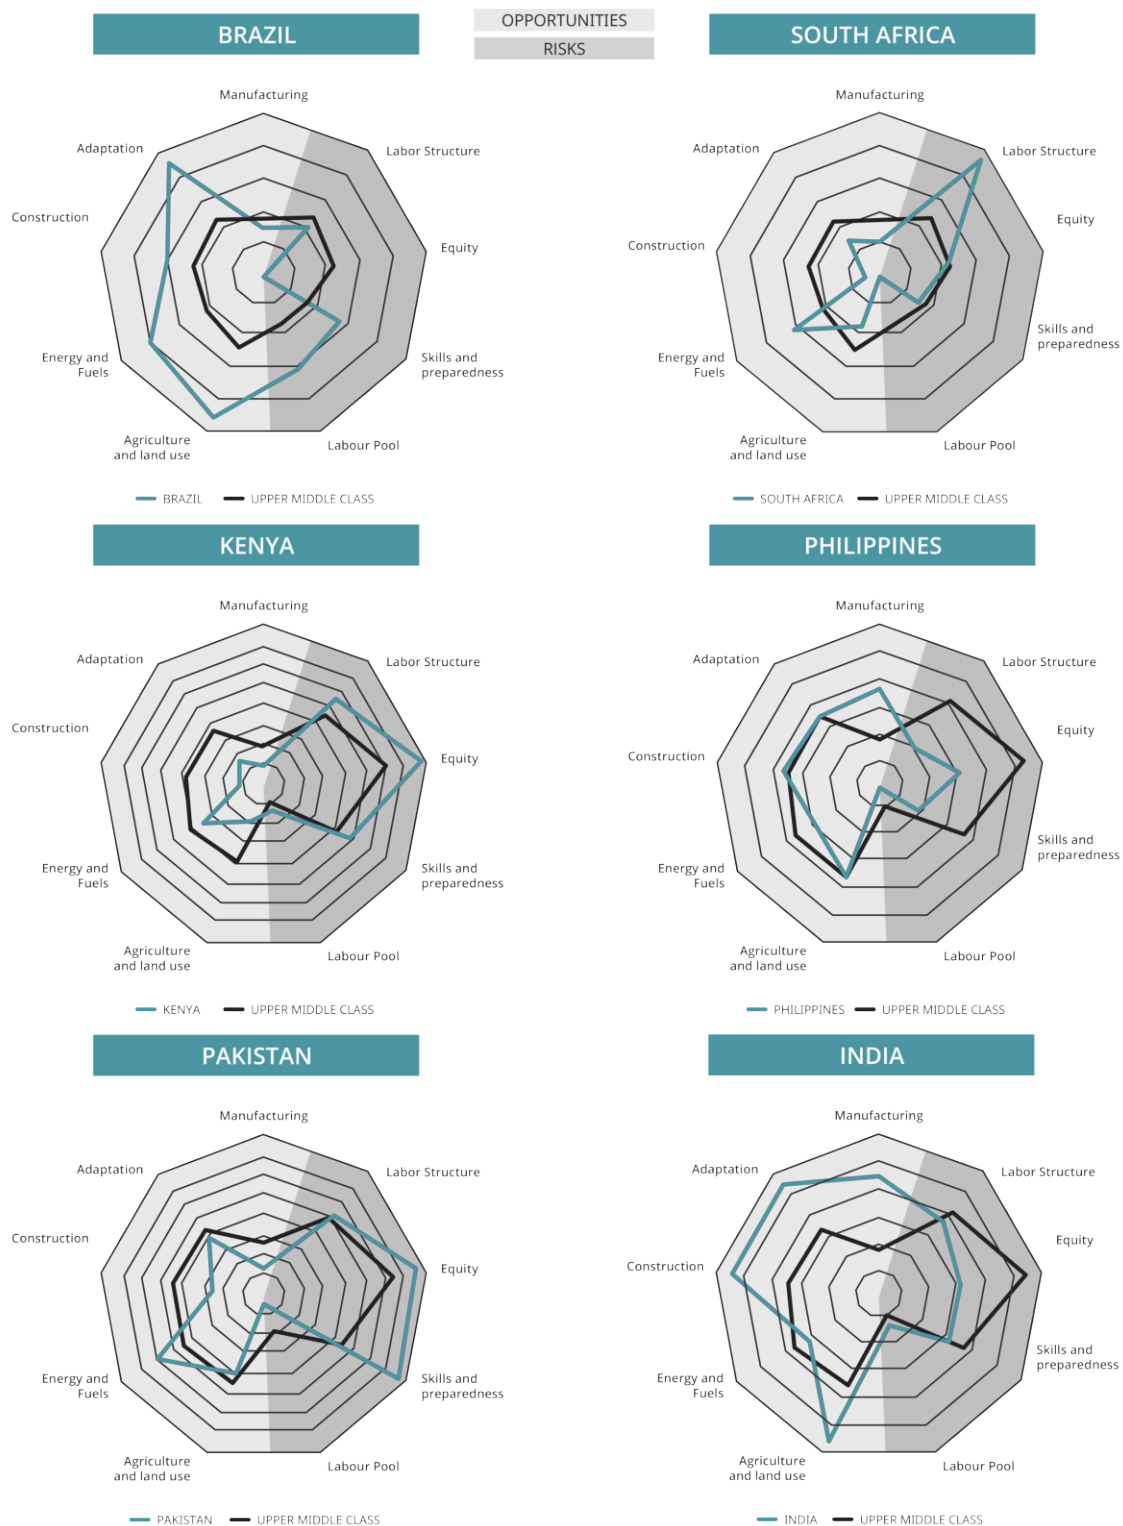 OPPORTUNITIES
RISKS
BRAZIL
Manufacturing
Adaptation
Labor Structure
Construction
Equity
Energy and
Fuels
Skills and
preparedness
Agriculture
and land use
Labour Pool
BRAZIL
UPPER MIDDLE CLASS
SOUTH AFRICA
Manufacturing
Adaptation
Labor Structure
Construction
Equity
Energy and
Fuels
Skills and
preparedness
Agriculture
and land use
Labour Pool
SOUTH AFRICA
UPPER MIDDLE CLASS
KENYA
Manufacturing
Adaptation
Labor Structure
Construction
Equity
Energy and
Fuels
Skills and
preparedness
Agriculture
and land use
Labour Pool
KENYA
UPPER MIDDLE CLASS
PHILIPPINES
Manufacturing
Adaptation
Labor Structure
Construction
Equity
Energy and
Fuels
Skills and
preparedness
Agriculture
and land use
Labour Pool
PHILIPPINES
UPPER MIDDLE CLASS
PAKISTAN
Manufacturing
Adaptation
Labor Structure
Construction
Equity
Energy and
Fuels
Skills and
preparedness
Agriculture
and land use
Labour Pool
PAKISTAN
UPPER MIDDLE CLASS
INDIA
Manufacturing
Adaptation
Labor Structure
Construction
Equity
Energy and
Fuels
Skills and
preparedness
Agriculture
and land use
Labour Pool
INDIA
UPPER MIDDLE CLASS